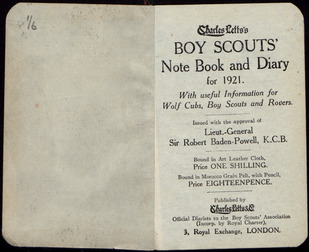 1/6
Charles Letts's
BOY SCOUTS'
Note Book and Diary
for 1921.
With useful Information for
Wolf Cubs, Boy Scouts and Rovers.
Issued with the approval of
Lieut.-General
Sir Robert Baden-Powell, K.C.B.
Bound in Art Leather Cloth,
Price ONE SHILLING.
Bound in Morocco Grain Pelt, with Pencil,
Price EIGHTEENPENCE.
Published by
Charles Letts & Co
Official Diarists to the Boy Scouts' Association
(Incorp. by Royal Charter),
3, Royal Exchange, LONDON.